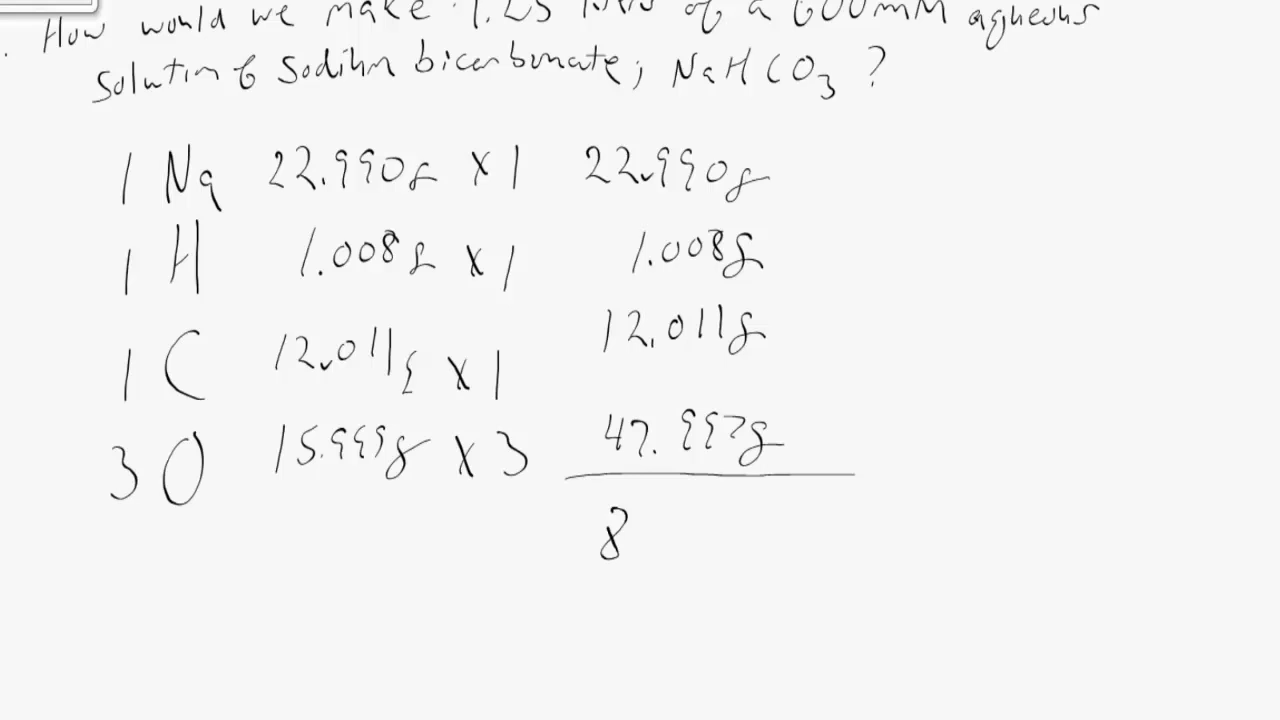 How would we make 1.25 of a 600mM aqueous
solution of sodium bicarbonate, NaHCO3?
1 Na 22.990g x 1 22.990g
1 H 1.008g x 1 1.008g
1 C 12.011g x 1 12.011g
3 O 15.999g x 3 47.997g
8